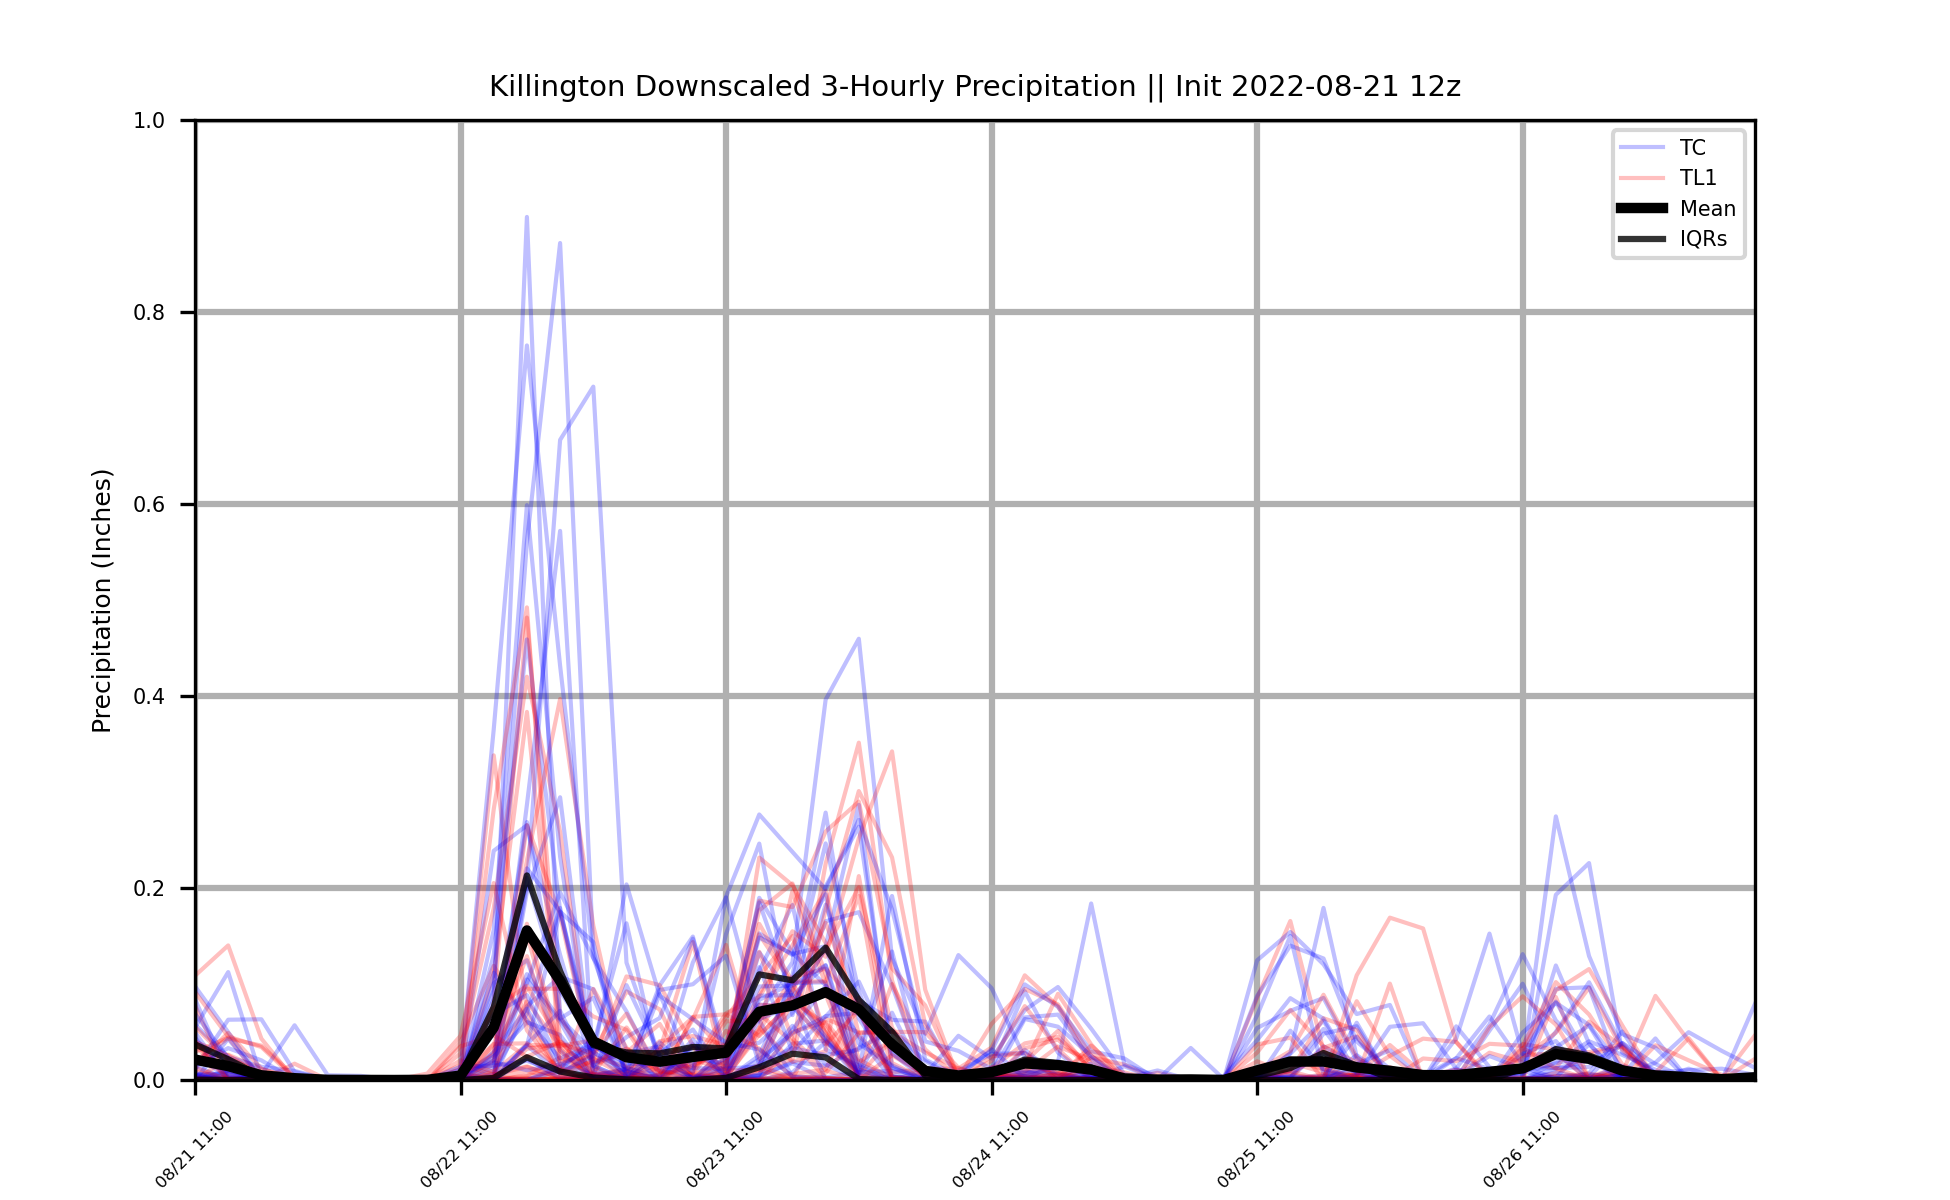 Killington Downscaled 3-Hourly Precipitation || Init 2022-08-21 12z
1.0
0.8
0.6
0.4
0.2
0.0
Precipitation (Inches)
TC
TL1
Mean
IQRs
08/21 11:00
08/22 11:00
08/23 11:00
08/24 11:00
08/25 11:00
08/26 11:00